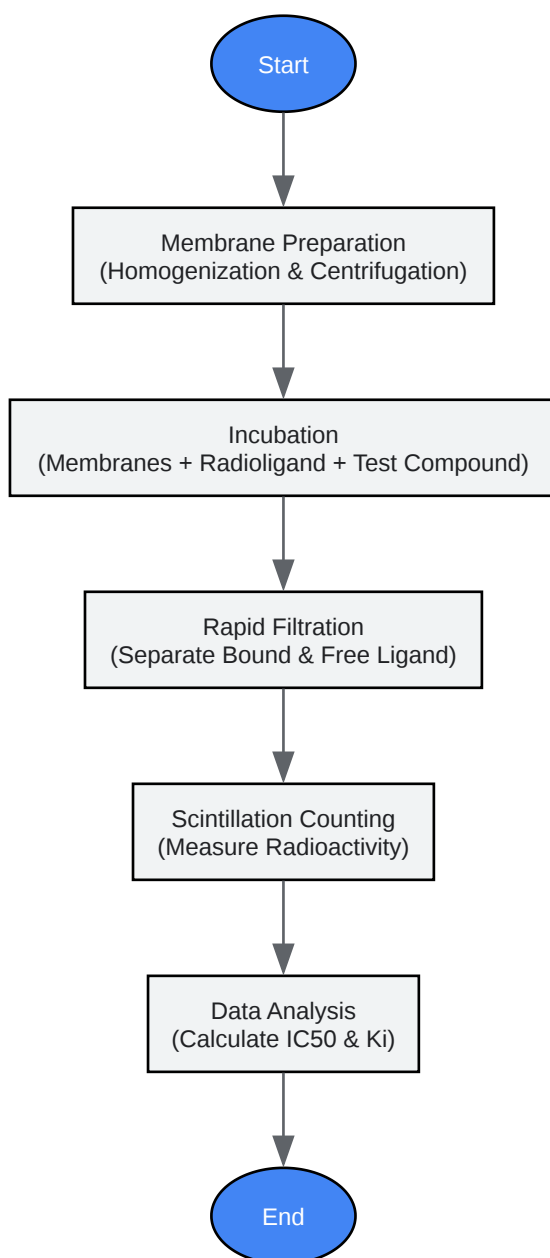 Start
Membrane Preparation
(Homogenization & Centrifugation)
Incubation
(Membranes + Radioligand + Test Compound)
Rapid Filtration
(Separate Bound & Free Ligand)
Scintillation Counting
(Measure Radioactivity)
Data Analysis
(Calculate IC50 & Ki)
End